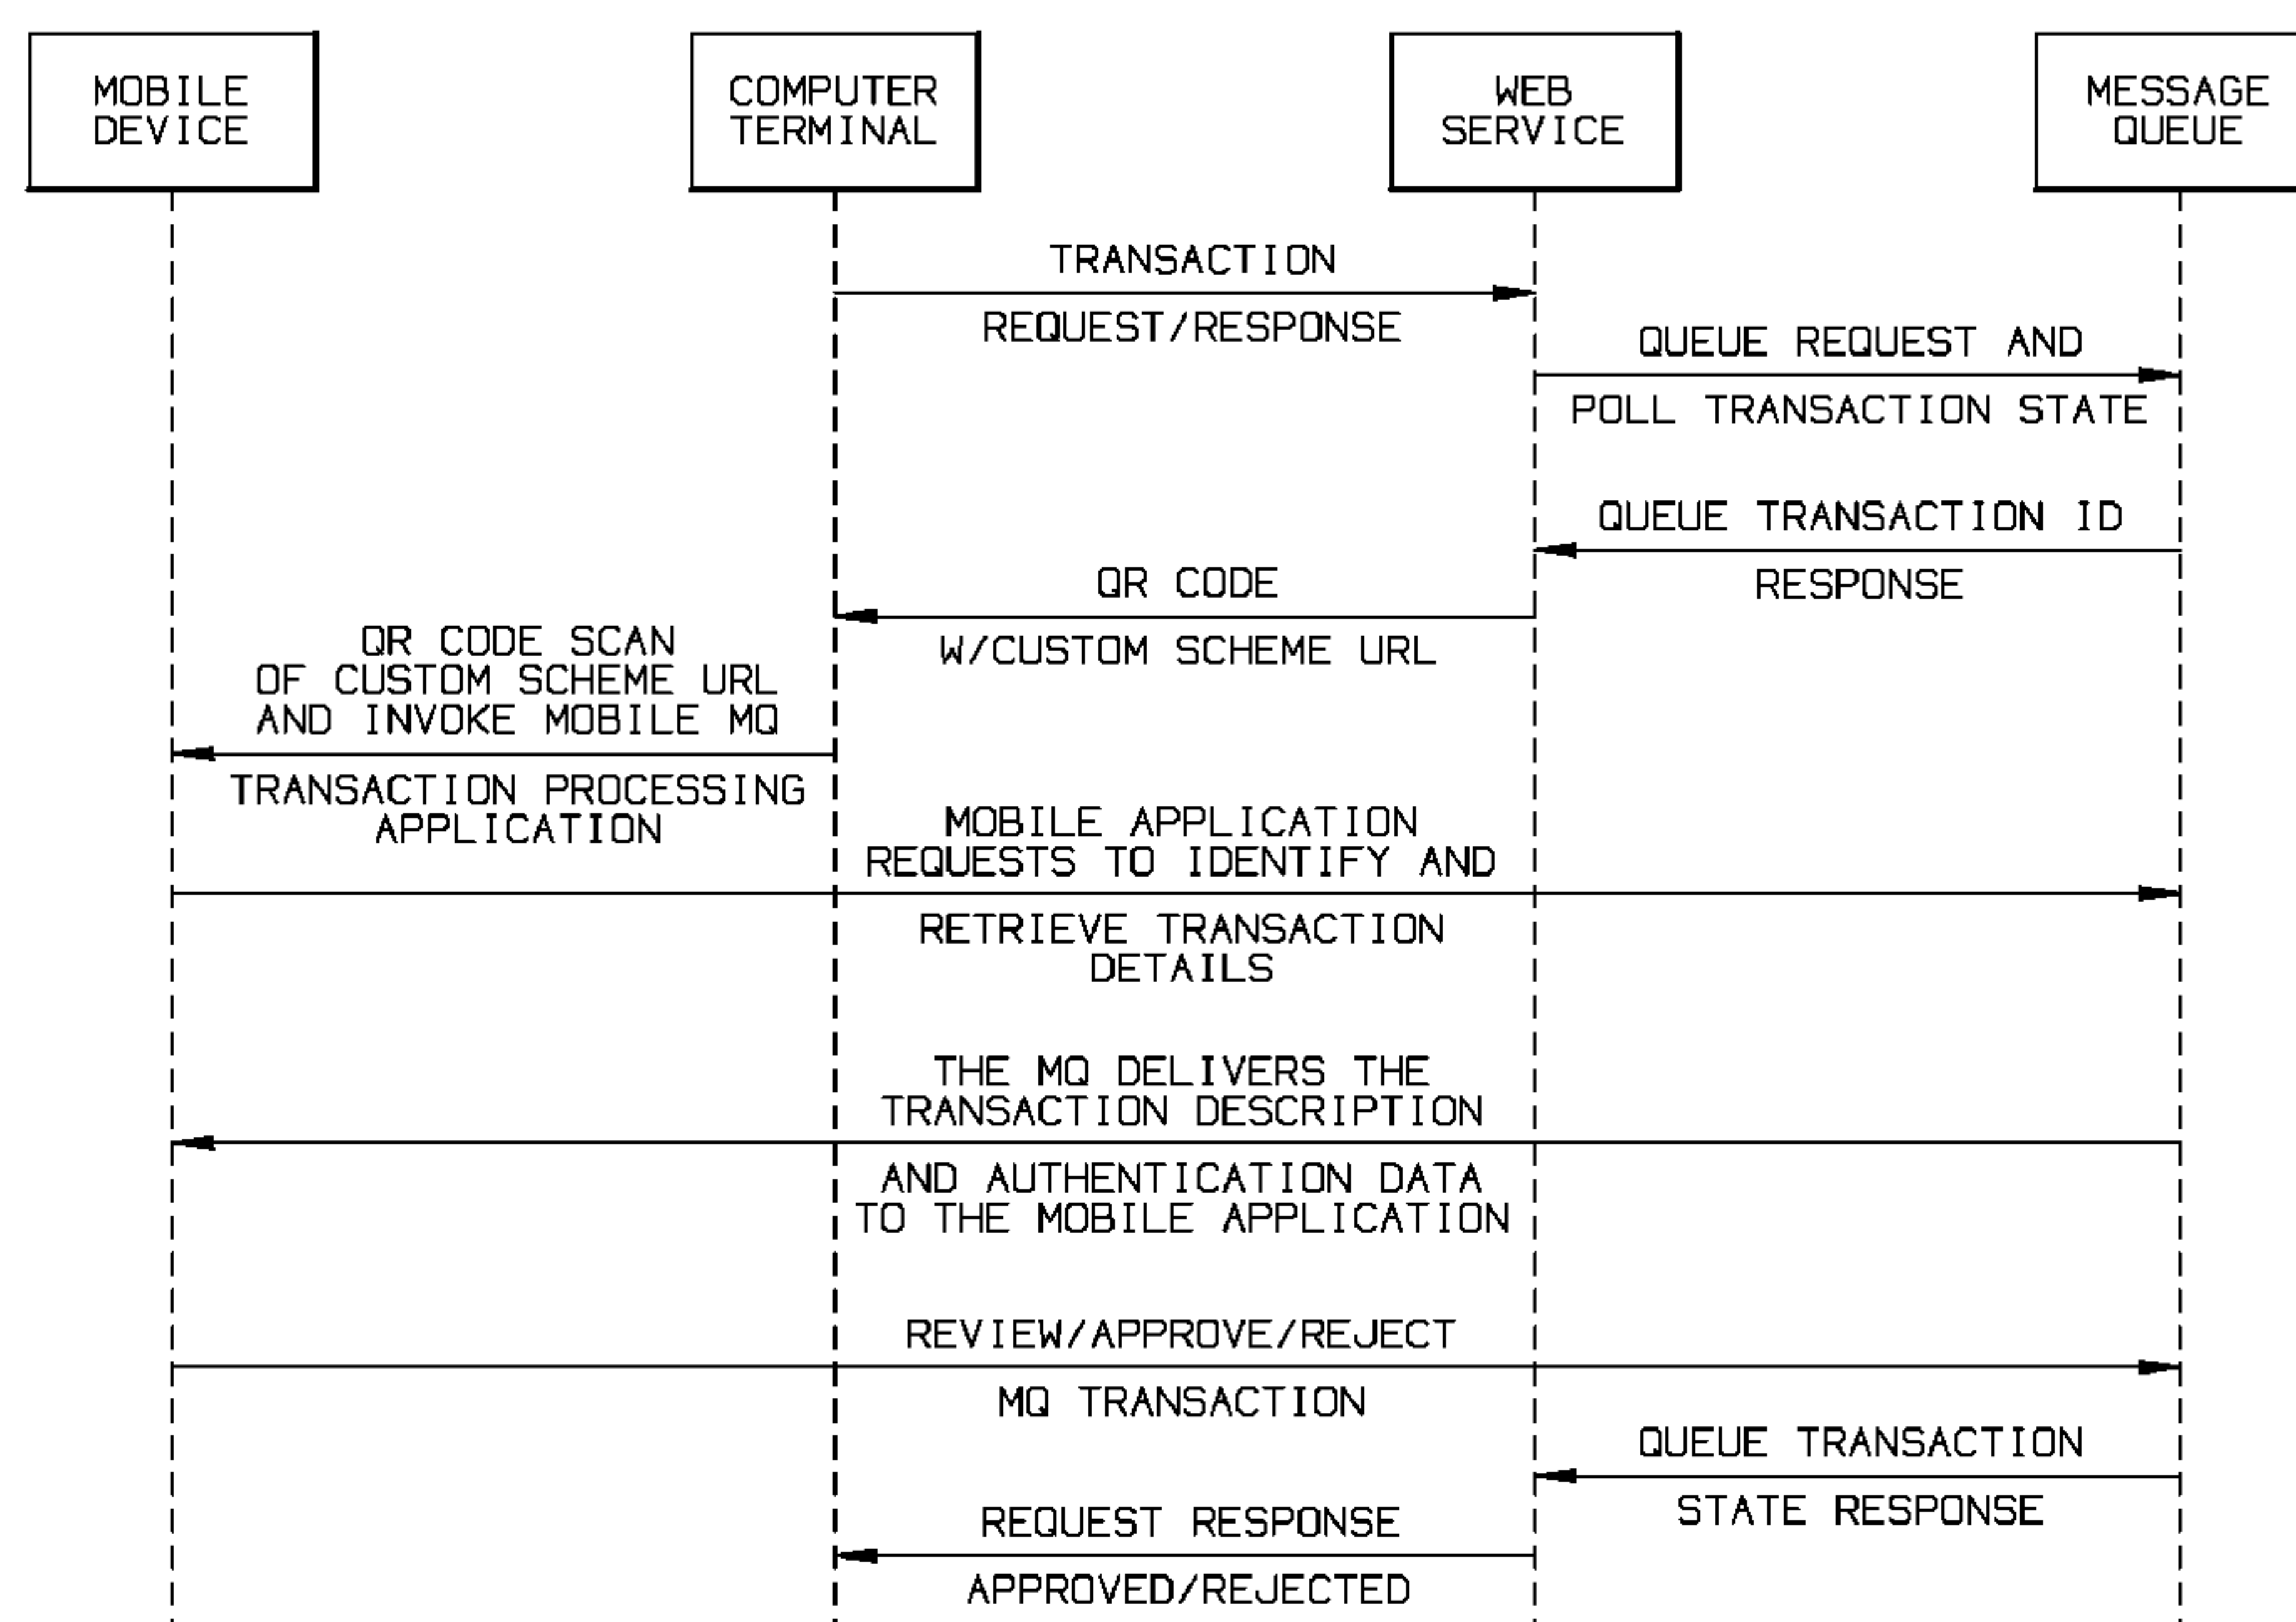 MOBILE
DEVICE
COMPUTER
TERMINAL
WEB
SERVICE
MESSAGE
QUEUE
TRANSACTION
REQUEST/RESPONSE
QUEUE REQUEST AND
POLL TRANSACTION STATE
QUEUE TRANSACTION ID
RESPONSE
QR CODE
W/CUSTOM SCHEME URL
QR CODE SCAN
OF CUSTOM SCHEME URL
AND INVOKE MOBILE MQ
TRANSACTION PROCESSING
APPLICATION
MOBILE APPLICATION
REQUESTS TO IDENTIFY AND
RETRIEVE TRANSACTION
DETAILS
THE MQ DELIVERS THE
TRANSACTION DESCRIPTION
AND AUTHENTICATION DATA
TO THE MOBILE APPLICATION
REVIEW/APPROVE/REJECT
MQ TRANSACTION
QUEUE TRANSACTION
STATE RESPONSE
REQUEST RESPONSE
APPROVED/REJECTED